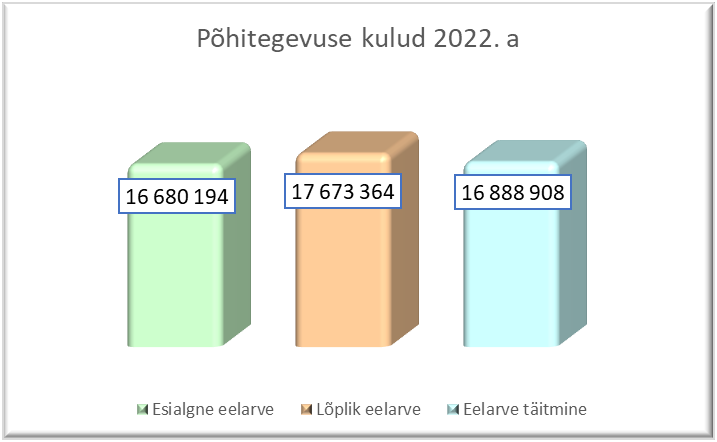 Põhitegevuse kulud 2022. a
16 680 194
17 673 364
16 888 908
Esialgne eelarve
Lõplik eelarve
Eelarve täitmine